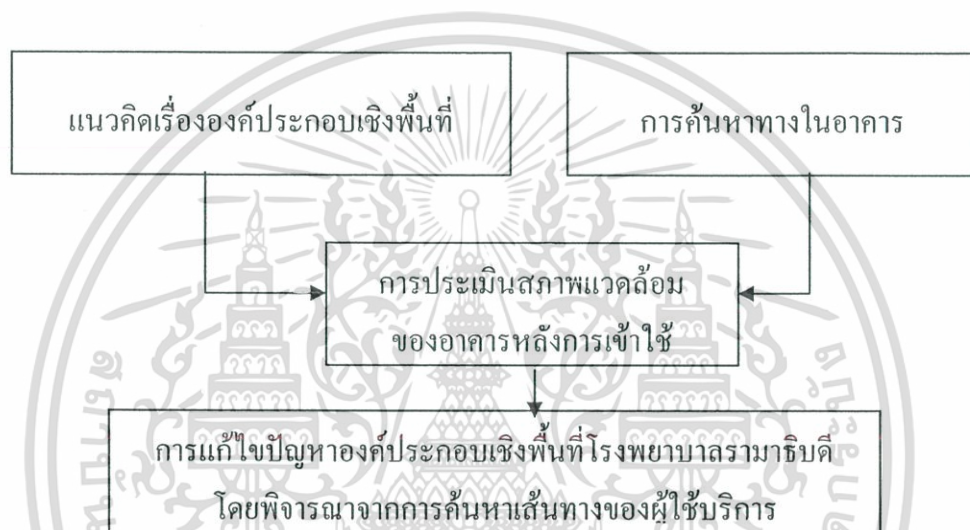 แนวคิดเรื่ององค์ประกอบเชิงพื้นที่
การค้นหาทางในอาคาร
การประเมินสภาพแวดล้อม
ของอาคารหลังการเข้าใช้
การแก้ไขปัญหาองค์ประกอบเชิงพื้นที่โรงพยาบาลรามาธิบดี
โดยพิจารณาจากการค้นหาเส้นทางของผู้ใช้บริการ